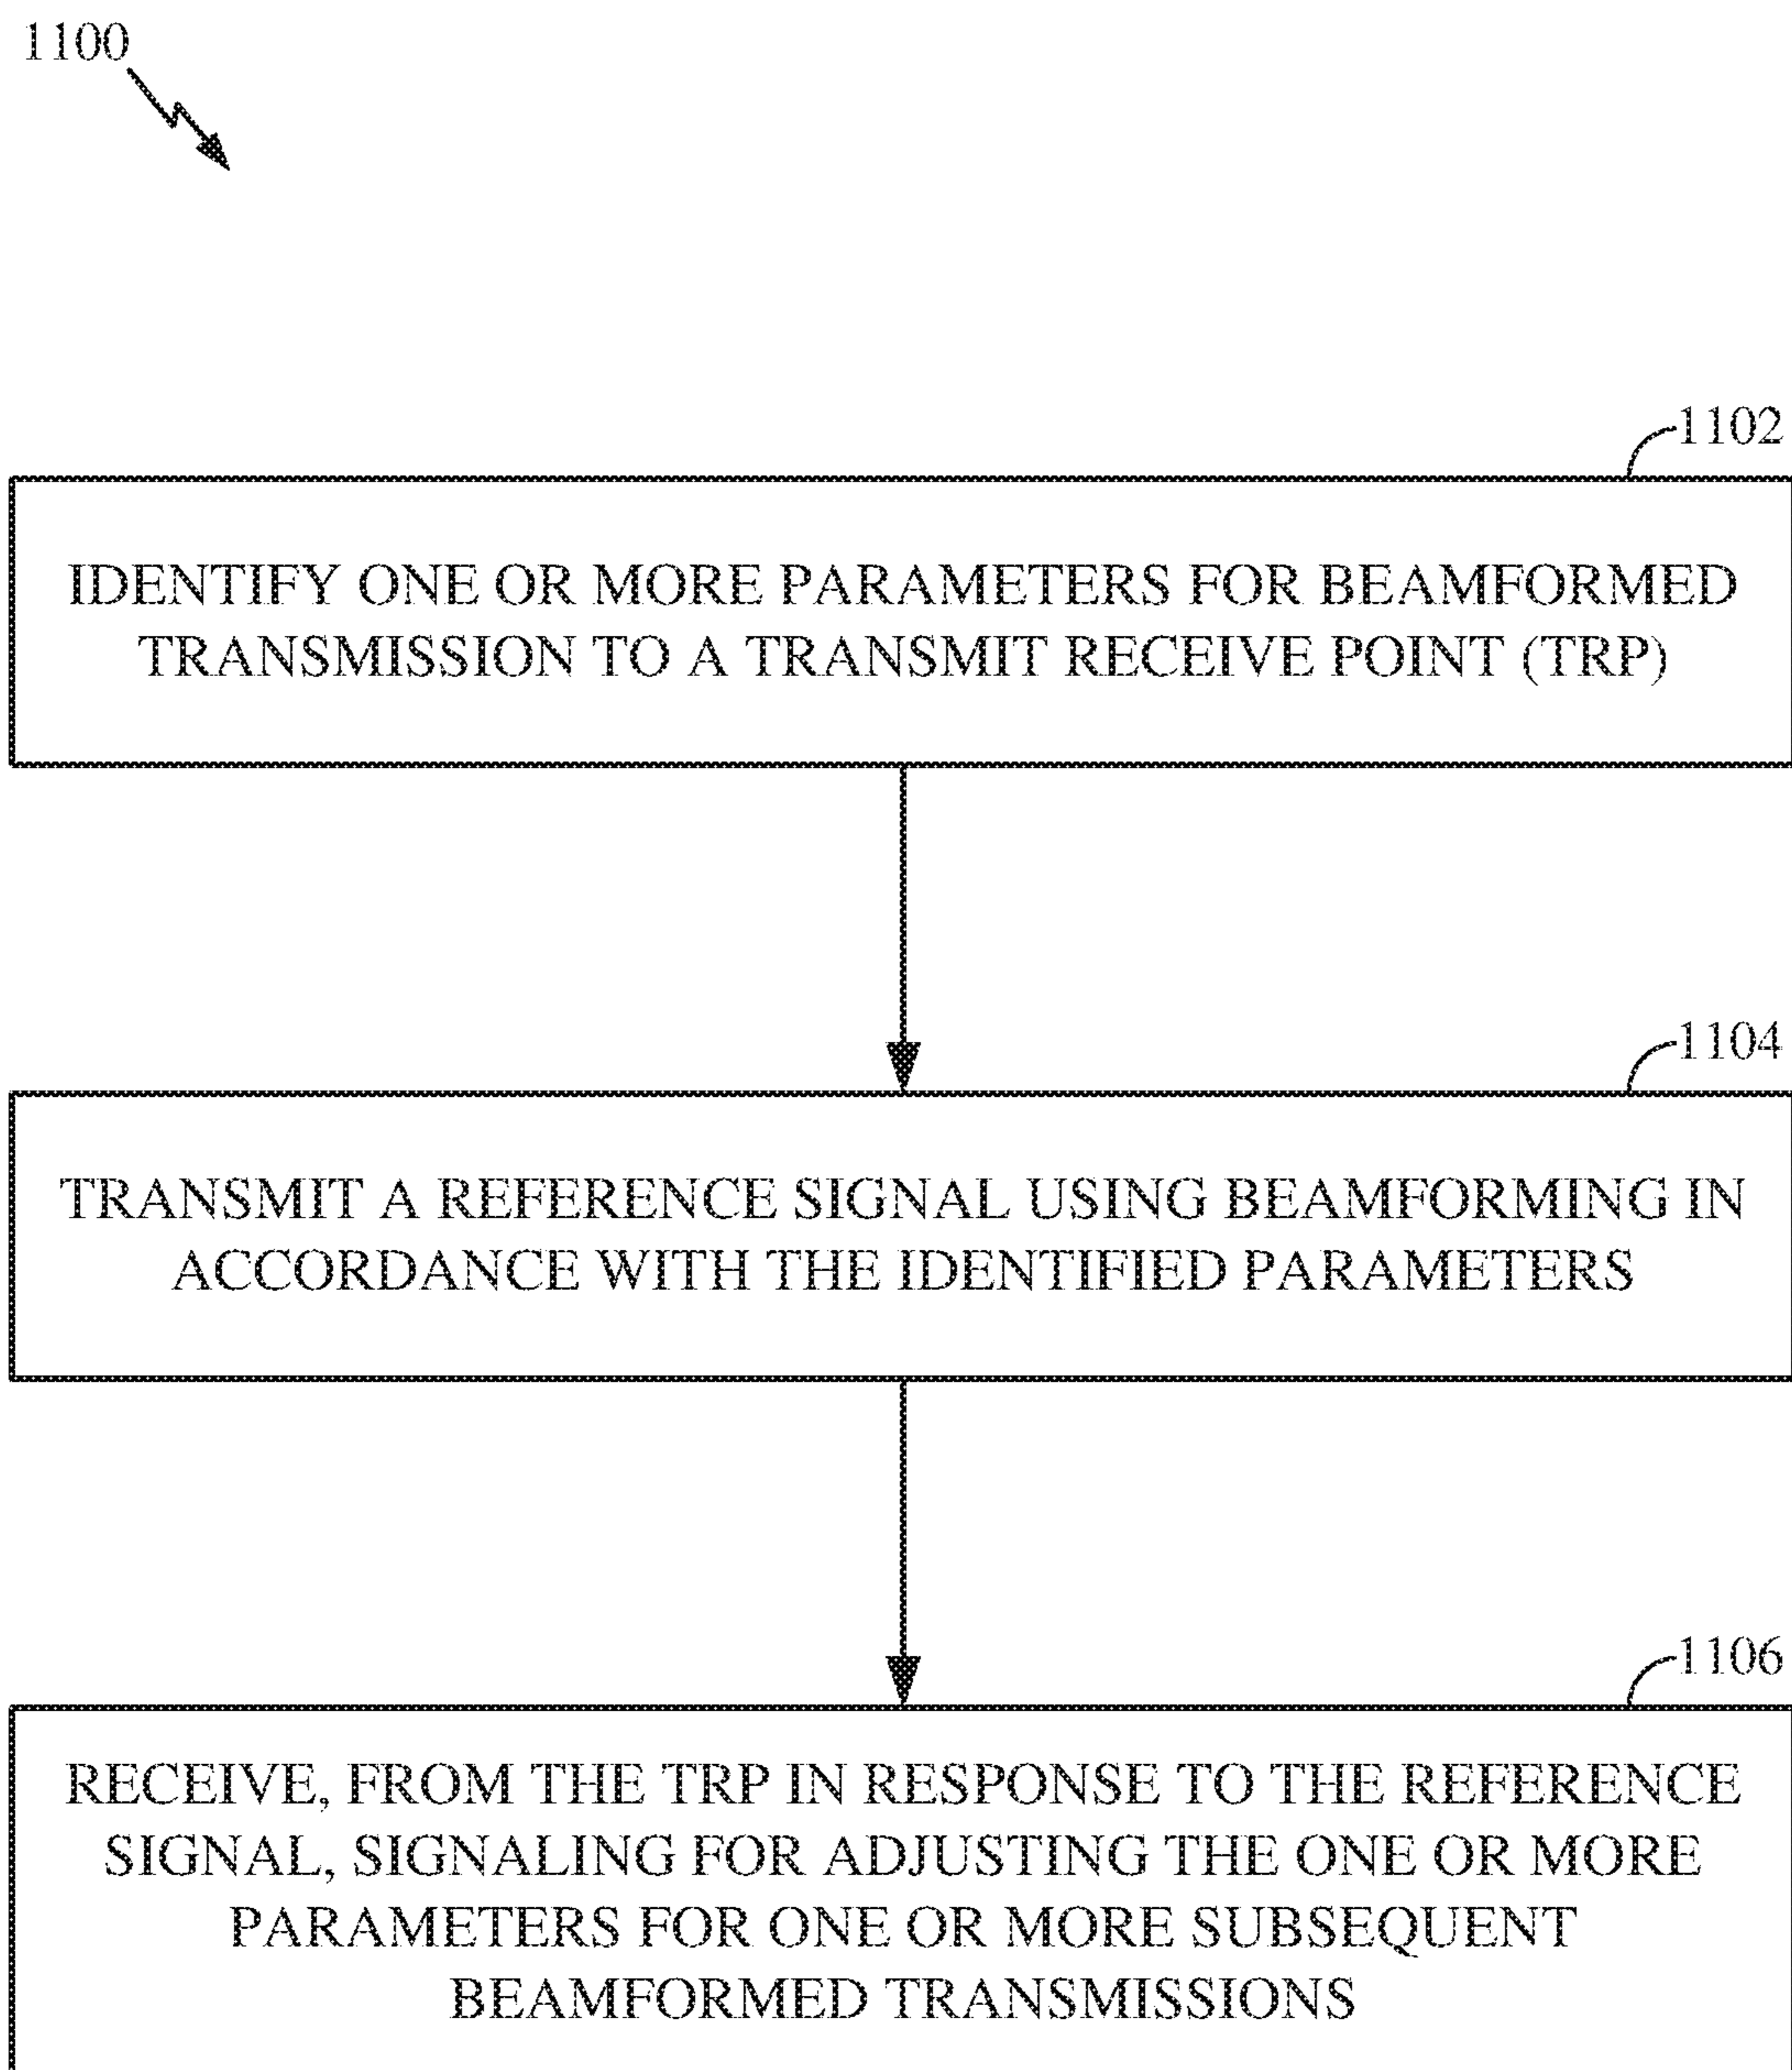 1100
1102
IDENTIFY ONE OR MORE PARAMETERS FOR BEAMFORMED
TRANSMISSION TO A TRANSMIT RECEIVE POINT (TRP)
1104
TRANSMIT A REFERENCE SIGNAL USING BEAMFORMING IN
ACCORDANCE WITH THE IDENTIFIED PARAMETERS
1106
RECEIVE, FROM THE TRP IN RESPONSE TO THE REFERENCE
SIGNAL, SIGNALING FOR ADJUSTING THE ONE OR MORE
PARAMETERS FOR ONE OR MORE SUBSEQUENT
BEAMFORMED TRANSMISSIONS